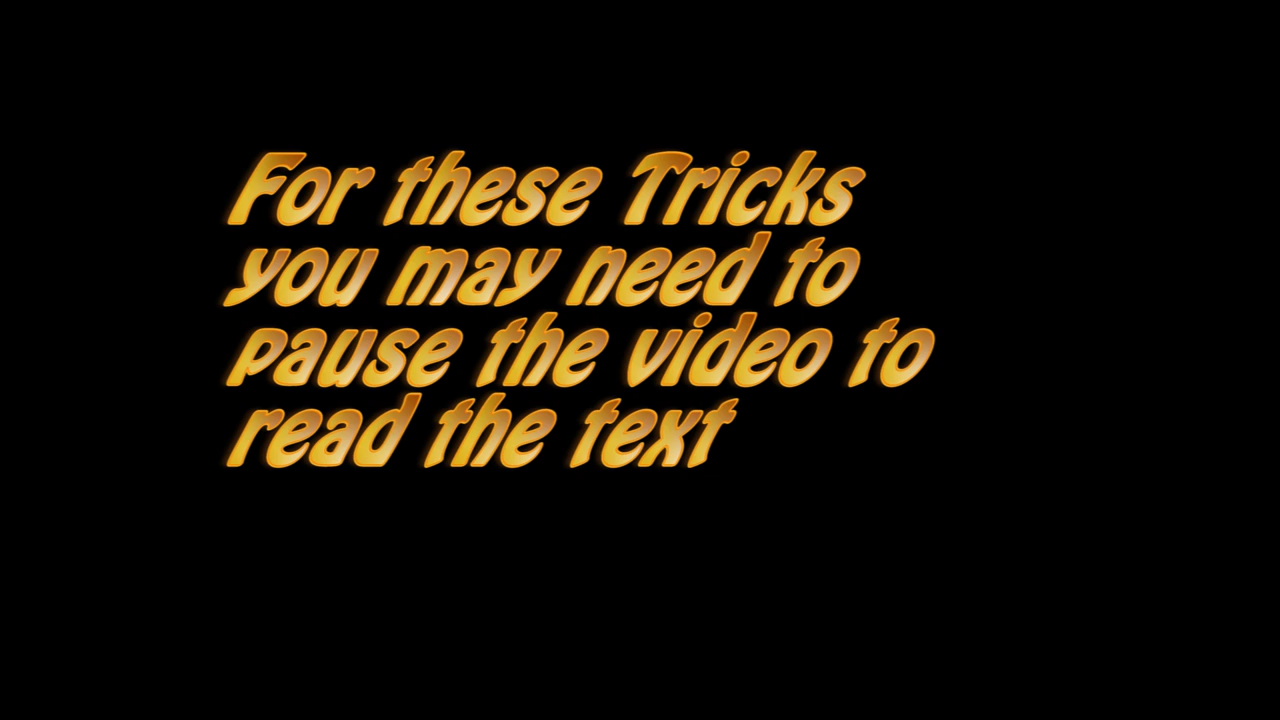 For these Tricks
you may need to
pause the video to
read the text